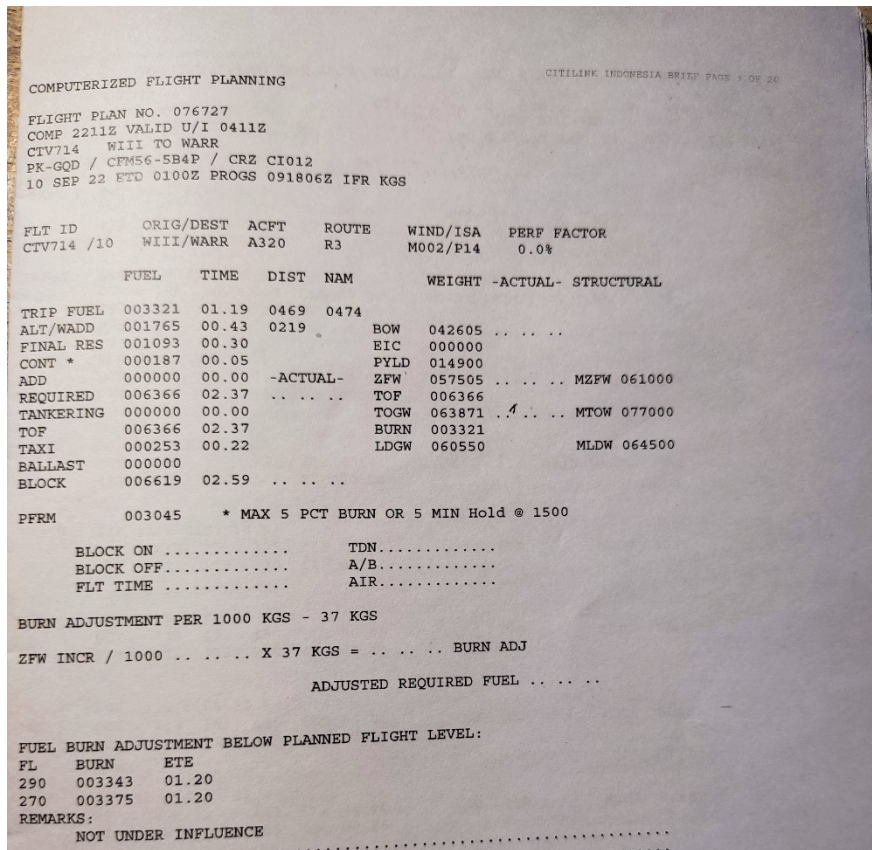 CITILINK INDONESIA BRIEF PAGE OF 20
COMPUTERIZED FLIGHT PLANNING
FLIGHT PLAN NO. 076727
COMP 2211Z VALID U/I 0411Z
CTV714 WIII TO WARR
PK-GQD / CFM56-5B4P / CRZ CI012
10 SEP 22 ETD 0100Z PROGS 091806Z IFR KGS
FLT ID ORIG/DEST ACFT ROUTE WIND/ISA PERF FACTOR
CTV714 /10 WIII/WARR A320 R3 M002/P14 0.0%
FUEL TIME DIST NAM WEIGHT -ACTUAL- STRUCTURAL
TRIP FUEL 003321 01.19 0469 0474
ALT/WADD 001765 00.43 0219 BOW 042605 .. .. ..
FINAL RES 001093 00.30 EIC 000000
CONT * 000187 00.05 PYLD 014900
ADD 000000 00.00 -ACTUAL- ZFW 057505 .. .. .. MZFW 061000
REQUIRED 006366 02.37 .. .. .. TOF 006366
TANKERING 000000 00.00 TOGW 063871 .. .. .. MTOW 077000
TOF 006366 02.37 BURN 003321
TAXI 000253 00.22 LDGW 060550 MLDW 064500
BALLAST 000000
BLOCK 006619 02.59 .. .. ..
PFRM 003045 * MAX 5 PCT BURN OR 5 MIN Hold @ 1500
BLOCK ON ............. TDN.............
BLOCK OFF............. A/B.............
FLT TIME ............. AIR.............
BURN ADJUSTMENT PER 1000 KGS - 37 KGS
ZFW INCR / 1000 .. .. .. X 37 KGS = .. .. .. BURN ADJ
ADJUSTED REQUIRED FUEL .. .. ..
FUEL BURN ADJUSTMENT BELOW PLANNED FLIGHT LEVEL:
FL BURN ETE
290 003343 01.20
270 003375 01.20
REMARKS:
NOT UNDER INFLUENCE